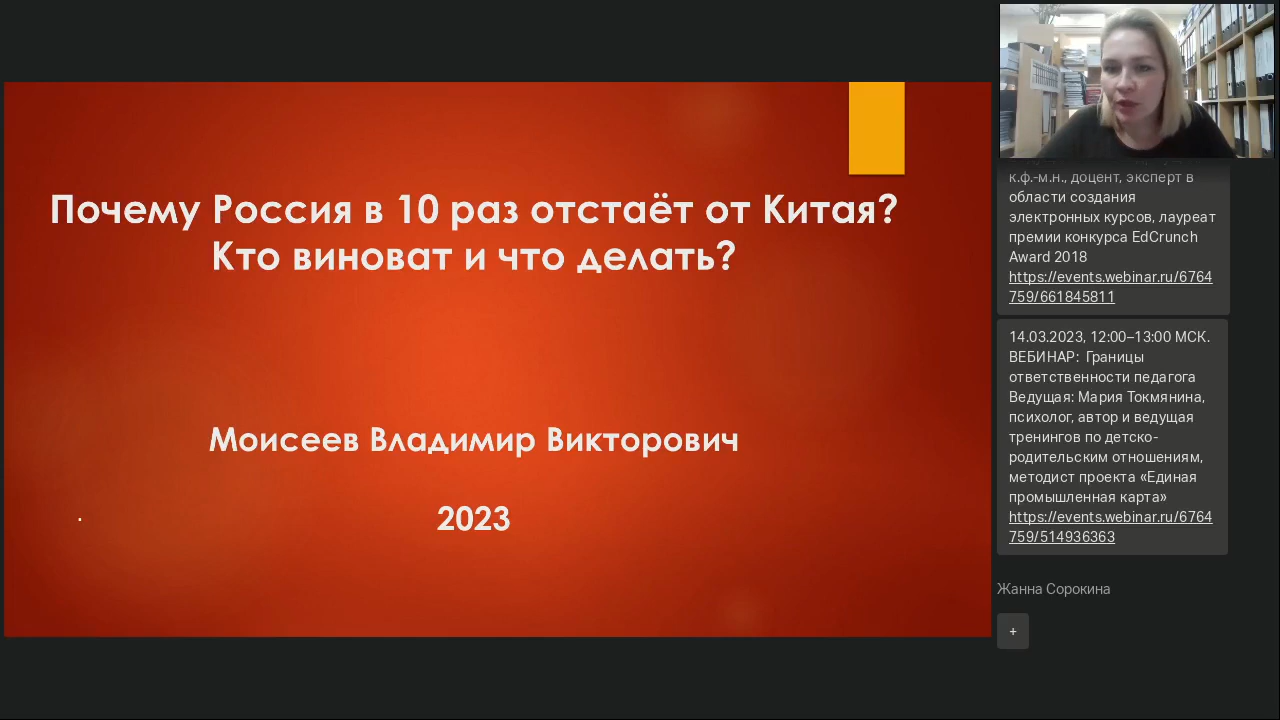 Почему Россия в 10 раз отстаёт от Китая?
Кто виноват и что делать?
Моисеев Владимир Викторович
.
2023
к.ф.-м.н., доцент, эксперт в
области создания
электронных курсов, лауреат
премии конкурса EdCrunch
Award 2018
https://events.webinar.ru/6764
759/661845811
14.03.2023, 12:00–13:00 МСК.
ВЕБИНАР: Границы
ответственности педагога
Ведущая: Мария Токмянина,
психолог, автор и ведущая
тренингов по детско-
родительским отношениям,
методист проекта «Единая
промышленная карта»
https://events.webinar.ru/6764
759/514936363
Жанна Сорокина
+